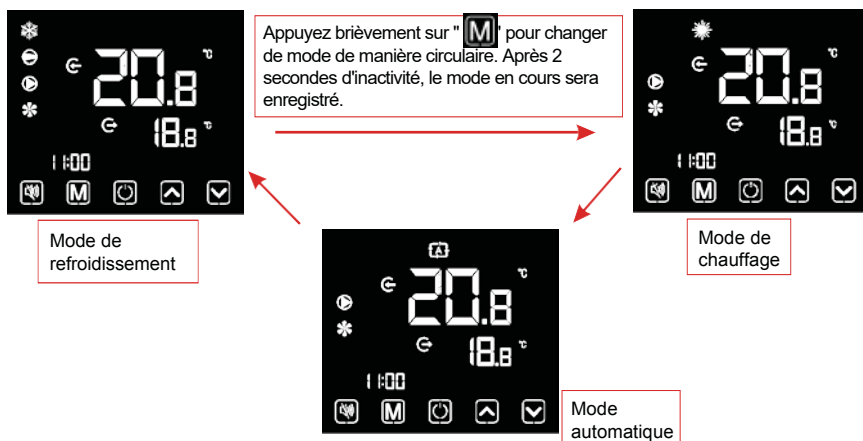 20.8 °C
18.8 °C
11:00
M
Appuyez brièvement sur " M " pour changer
de mode de manière circulaire. Après 2
secondes d'inactivité, le mode en cours sera
enregistré.
20.8 °C
18.8 °C
11:00
M
Mode de
refroidissement
Mode de
chauffage
A
20.8 °C
18.8 °C
11:00
M
Mode
automatique